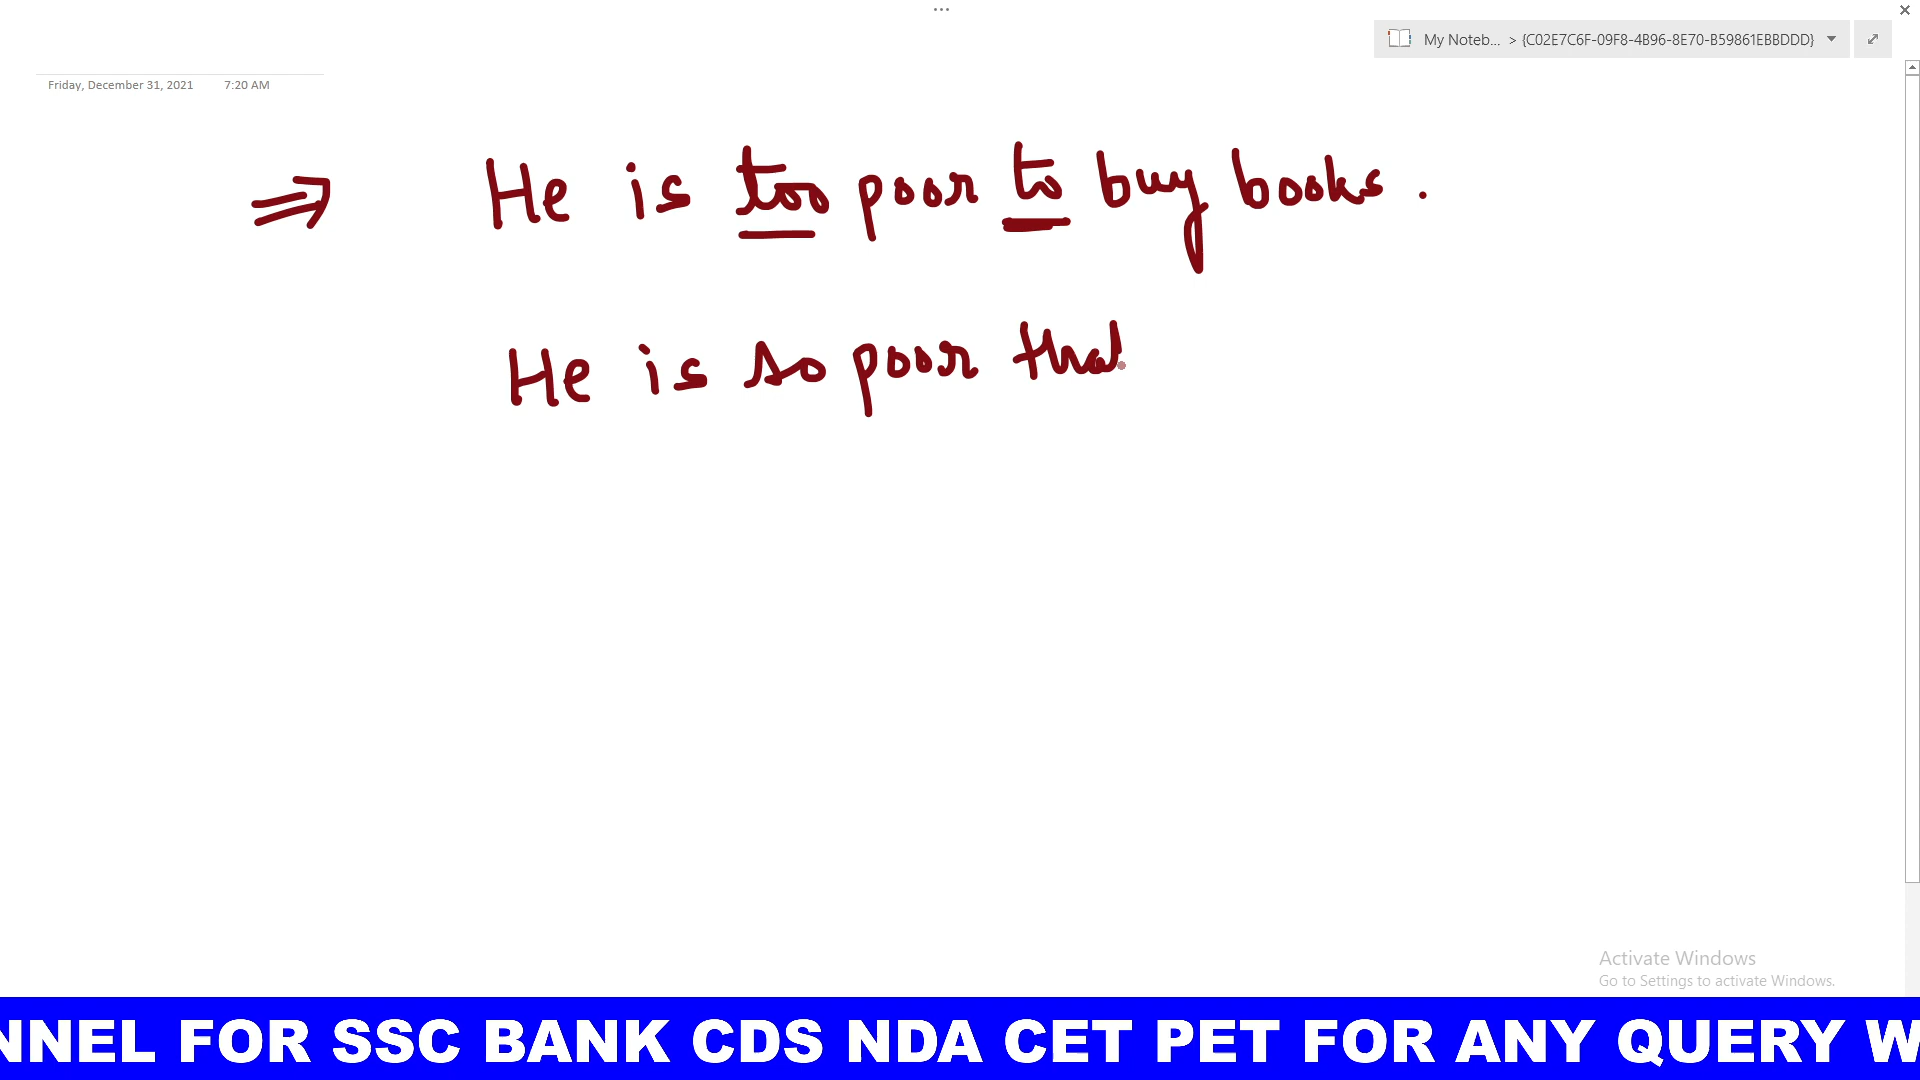 ...
My Noteb... > {C02E7C6F-09F8-4B96-8E70-B59861EBBDDD}
Friday, December 31, 2021 7:20 AM
⇒ He is too poor to buy books.
He is so poor that
Activate Windows
Go to Settings to activate Windows.
NNEL FOR SSC BANK CDS NDA CET PET FOR ANY QUERY W